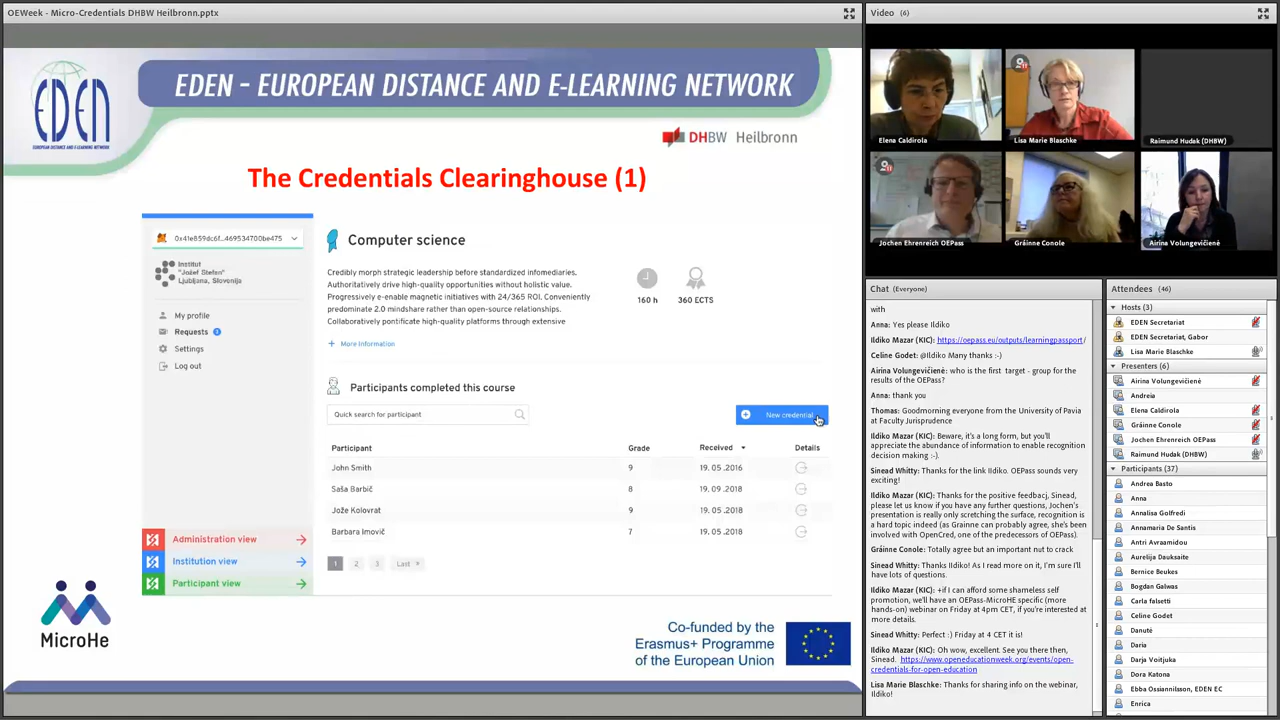 OEWeek - Micro-Credentials DHBW Heilbronn.pptx
EDEN
EUROPEAN DISTANCE AND E-LEARNING NETWORK
EDEN - EUROPEAN DISTANCE AND E-LEARNING NETWORK
DHBW Heilbronn
The Credentials Clearinghouse (1)
0x41e859dc6f...469534700be475
Institut
"Jožef Stefan"
Ljubljana, Slovenija
My profile
Requests
Settings
Log out
Administration view
Institution view
Participant view
Computer science
Credibly morph strategic leadership before standardized infomediaries.
Authoritatively drive high-quality opportunities without holistic value.
Progressively e-enable magnetic initiatives with 24/365 ROI. Conveniently
predominate 2.0 mindshare rather than open-source relationships.
Collaboratively pontificate high-quality platforms through extensive
160 h
360 ECTS
+ More Information
Participants completed this course
Quick search for participant
New credential
Participant Grade Received Details
John Smith 9 19. 05 .2016
Saša Barbič 8 19. 09 .2018
Jože Kolovrat 9 19. 05 .2018
Barbara Imovič 7 19. 05 .2018
1 2 3 Last
MicroHe
Co-funded by the
Erasmus+ Programme
of the European Union
Video (6)
Elena Caldirola
Lisa Marie Blaschke
Raimund Hudak (DHBW)
Jochen Ehrenreich OEPass
Gráinne Conole
Airina Volungevičienė
Chat (Everyone)
with
Anna: Yes please Ildiko
Ildiko Mazar (KIC): https://oepass.eu/outputs/learningpassport/
Celine Godet: @Ildiko Many thanks :-)
Airina Volungevičienė: who is the first target - group for the
results of the OEPass?
Anna: thank you
Thomas: Goodmorning everyone from the University of Pavia
at Faculty Jurisprudence
Ildiko Mazar (KIC): Beware, it's a long form, but you'll
appreciate the abundance of information to enable recognition
decision making :-).
Sinead Whitty: Thanks for the link IIdiko. OEPass sounds very
exciting!
Ildiko Mazar (KIC): Thanks for the positive feedbacj, Sinead,
please let us know if you have any further questions, Jochen's
presentation is really only scretching the surface, recognition is
a hard topic indeed (as Grainne can probably agree, she's been
involved with OpenCred, one of the predecessors of OEPass).
Gráinne Conole: Totally agree but an important nut to crack
Sinead Whitty: Thanks Ildiko! As I read more on it, I'm sure I'll
have lots of questions.
Ildiko Mazar (KIC): +if I can afford some shameless self
promotion, we'll have an OEPass-MicroHE specific (more
hands-on) webinar on Friday at 4pm CET, if you're interested at
more details.
Sinead Whitty: Perfect :) Friday at 4 CET it is!
Ildiko Mazar (KIC): Oh wow, excellent. See you there then,
Sinead. https://www.openeducationweek.org/events/open-
credentials-for-open-education
Lisa Marie Blaschke: Thanks for sharing info on the webinar,
Ildiko!
Attendees (46)
Hosts (3)
EDEN Secretariat
EDEN Secretariat, Gabor
Lisa Marie Blaschke
Presenters (6)
Airina Volungevičienė
Andreia
Elena Caldirola
Gráinne Conole
Jochen Ehrenreich OEPass
Raimund Hudak (DHBW)
Participants (37)
Andrea Basto
Anna
Annalisa Golfredi
Annamaria De Santis
Antri Avraamidou
Aurelija Dauksaite
Bernice Beukes
Bogdan Galwas
Carla falsetti
Celine Godet
Danutė
Daria
Darja Voitjuka
Dora Katona
Ebba Ossiannilsson, EDEN EC
Enrica